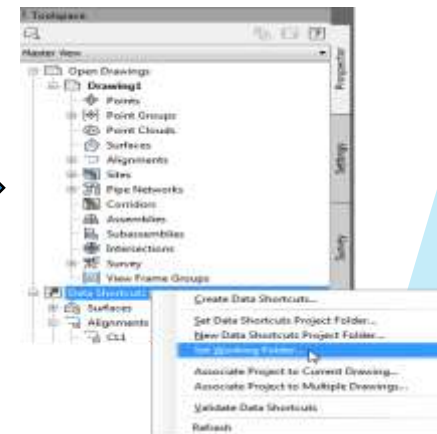 Toolspace
Master View
Open Drawings
Drawing1
Points
Point Groups
Point Clouds
Surfaces
Alignments
Sites
Pipe Networks
Corridors
Assemblies
Subassemblies
Intersections
Survey
View Frame Groups
Data Shortcuts
Surfaces
Alignments
CL1
Prospector
Settings
Survey
Create Data Shortcuts...
Set Data Shortcuts Project Folder...
New Data Shortcuts Project Folder...
Set Working Folder...
Associate Project to Current Drawing...
Associate Project to Multiple Drawings...
Validate Data Shortcuts
Refresh